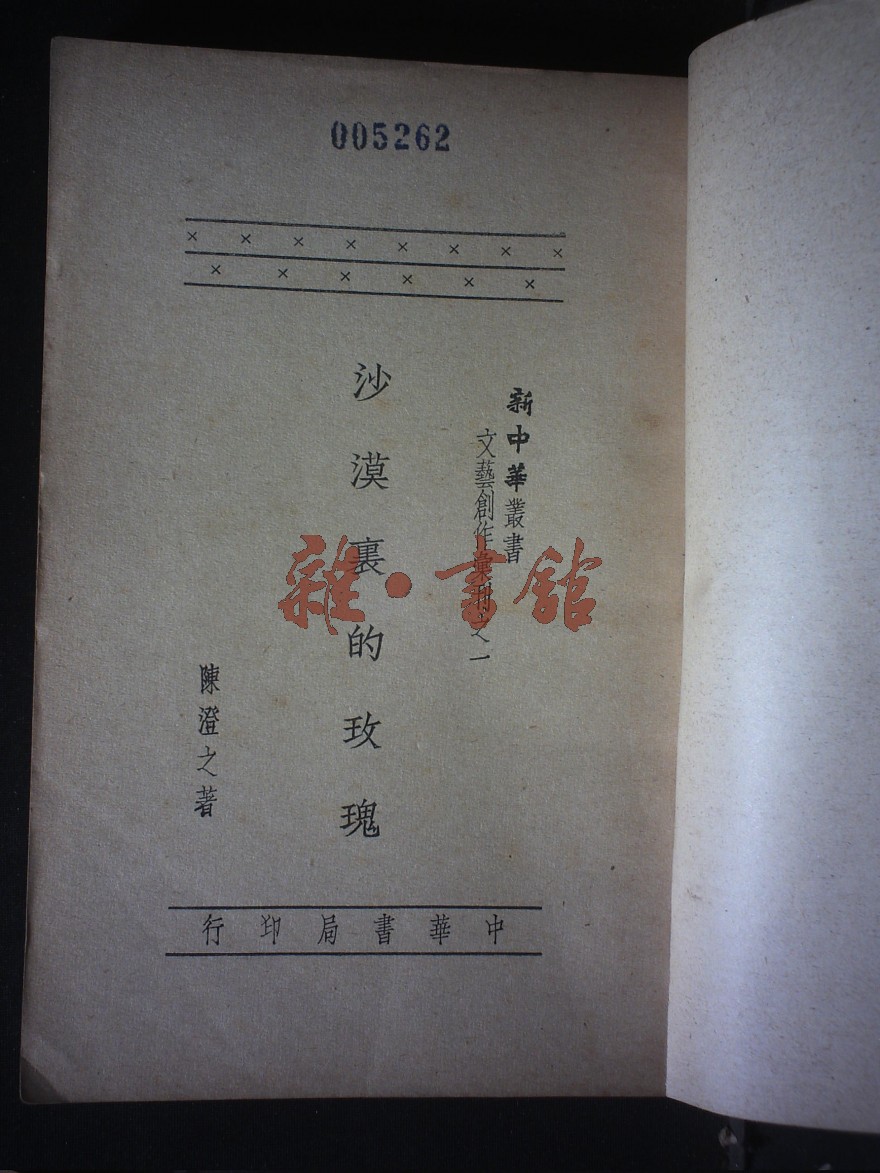 005262
新中華叢書
文藝創作彙刊之一
沙漠裏的玫瑰
陳澄之著
中華書局印行
雜·書館